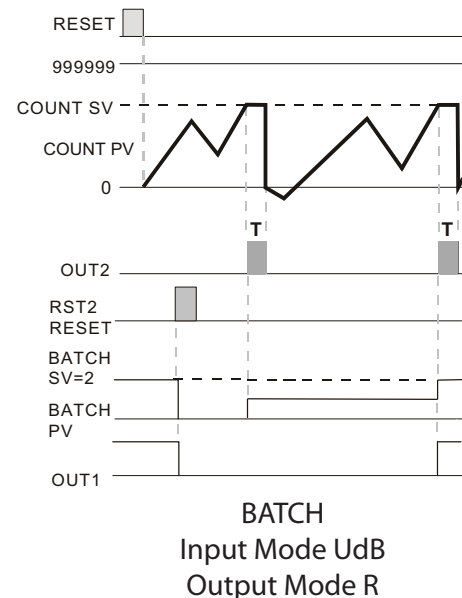 RESET
999999
COUNT SV
COUNT PV
0
T
T
OUT2
RST2
RESET
BATCH
SV=2
BATCH
PV
OUT1
BATCH
Input Mode UdB
Output Mode R